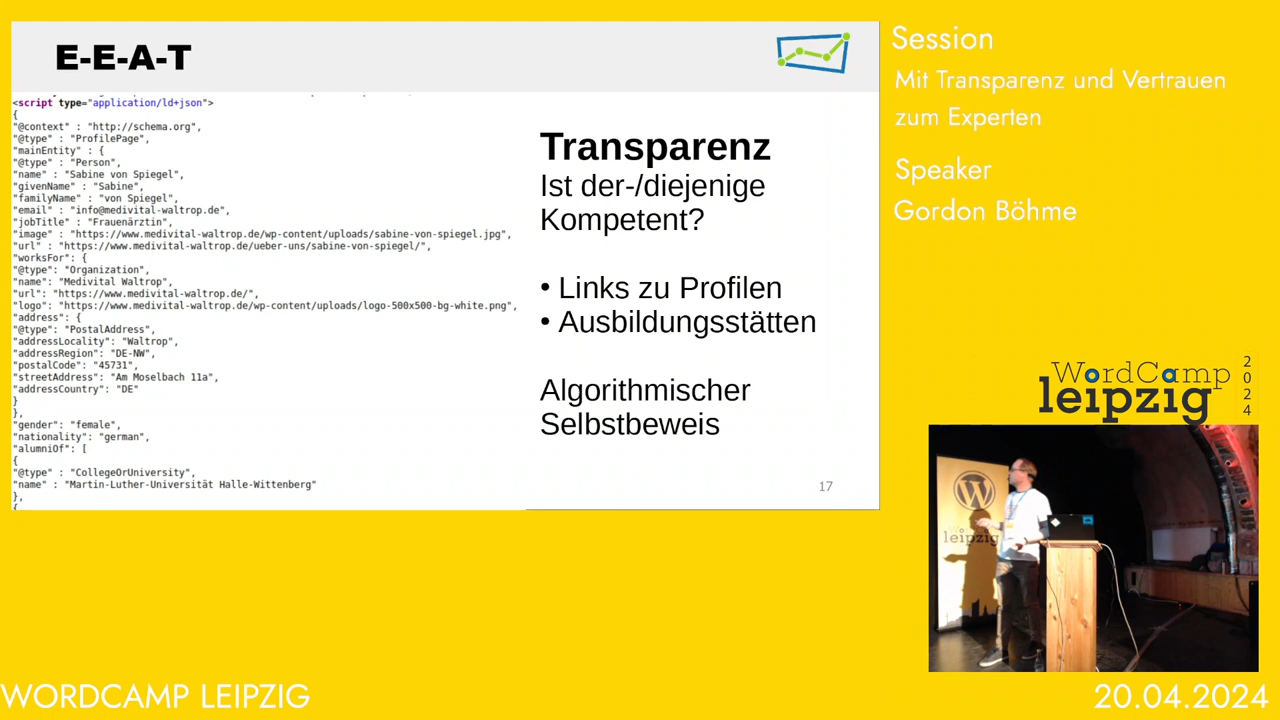 E-E-A-T
<script type="application/ld+json">
{
"@context" : "http://schema.org",
"@type" : "ProfilePage",
"mainEntity" : {
"@type" : "Person",
"name" : "Sabine von Spiegel",
"givenName" : "Sabine",
"familyName" : "von Spiegel",
"email" : "info@medivital-waltrop.de",
"jobTitle" : "Frauenärztin",
"image" : "https://www.medivital-waltrop.de/wp-content/uploads/sabine-von-spiegel.jpg",
"url" : "https://www.medivital-waltrop.de/ueber-uns/sabine-von-spiegel/",
"worksFor": {
"@type": "Organization",
"name": "Medivital Waltrop",
"url": "https://www.medivital-waltrop.de/",
"logo": "https://www.medivital-waltrop.de/wp-content/uploads/logo-500x500-bg-white.png",
"address": {
"@type": "PostalAddress",
"addressLocality": "Waltrop",
"addressRegion": "DE-NW",
"postalCode": "45731",
"streetAddress": "Am Moselbach 11a",
"addressCountry": "DE"
}
},
"gender": "female",
"nationality": "german",
"alumniOf": [
{
"@type" : "CollegeOrUniversity",
"name" : "Martin-Luther-Universität Halle-Wittenberg"
},
{
Transparenz
Ist der-/diejenige
Kompetent?
• Links zu Profilen
• Ausbildungsstätten
Algorithmischer
Selbstbeweis
17
Session
Mit Transparenz und Vertrauen
zum Experten
Speaker
Gordon Böhme
WordCamp
leipzig
2024
leipzig
WORDCAMP LEIPZIG
20.04.2024